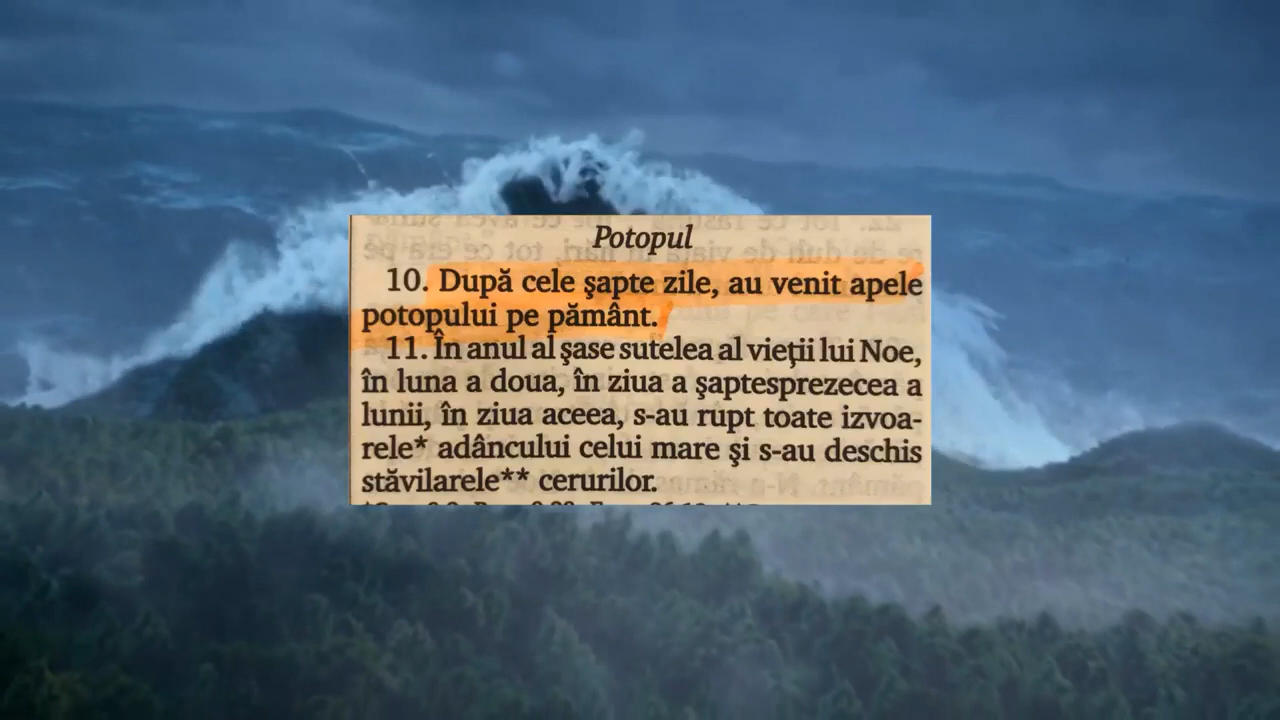 Potopul
10. După cele şapte zile, au venit apele
potopului pe pământ.
11. În anul al şase sutelea al vieţii lui Noe,
în luna a doua, în ziua a şaptesprezecea a
lunii, în ziua aceea, s-au rupt toate izvoa-
rele* adâncului celui mare şi s-au deschis
stăvilarele** cerurilor.